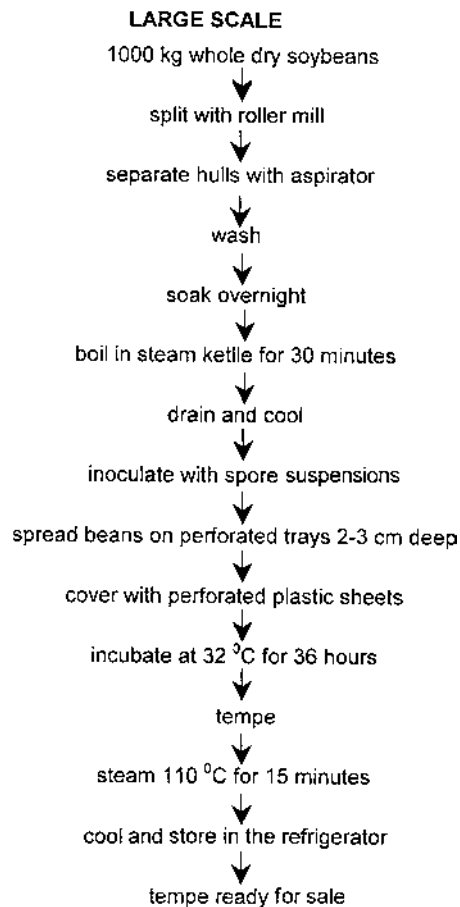 LARGE SCALE
1000 kg whole dry soybeans
split with roller mill
separate hulls with aspirator
wash
soak overnight
boil in steam ketlle for 30 minutes
drain and cool
inoculate with spore suspensions
spread beans on perforated trays 2-3 cm deep
cover with perforated plastic sheets
incubate at 32 ⁰C for 36 hours
tempe
steam 110 ⁰C for 15 minutes
cool and store in the refrigerator
tempe ready for sale